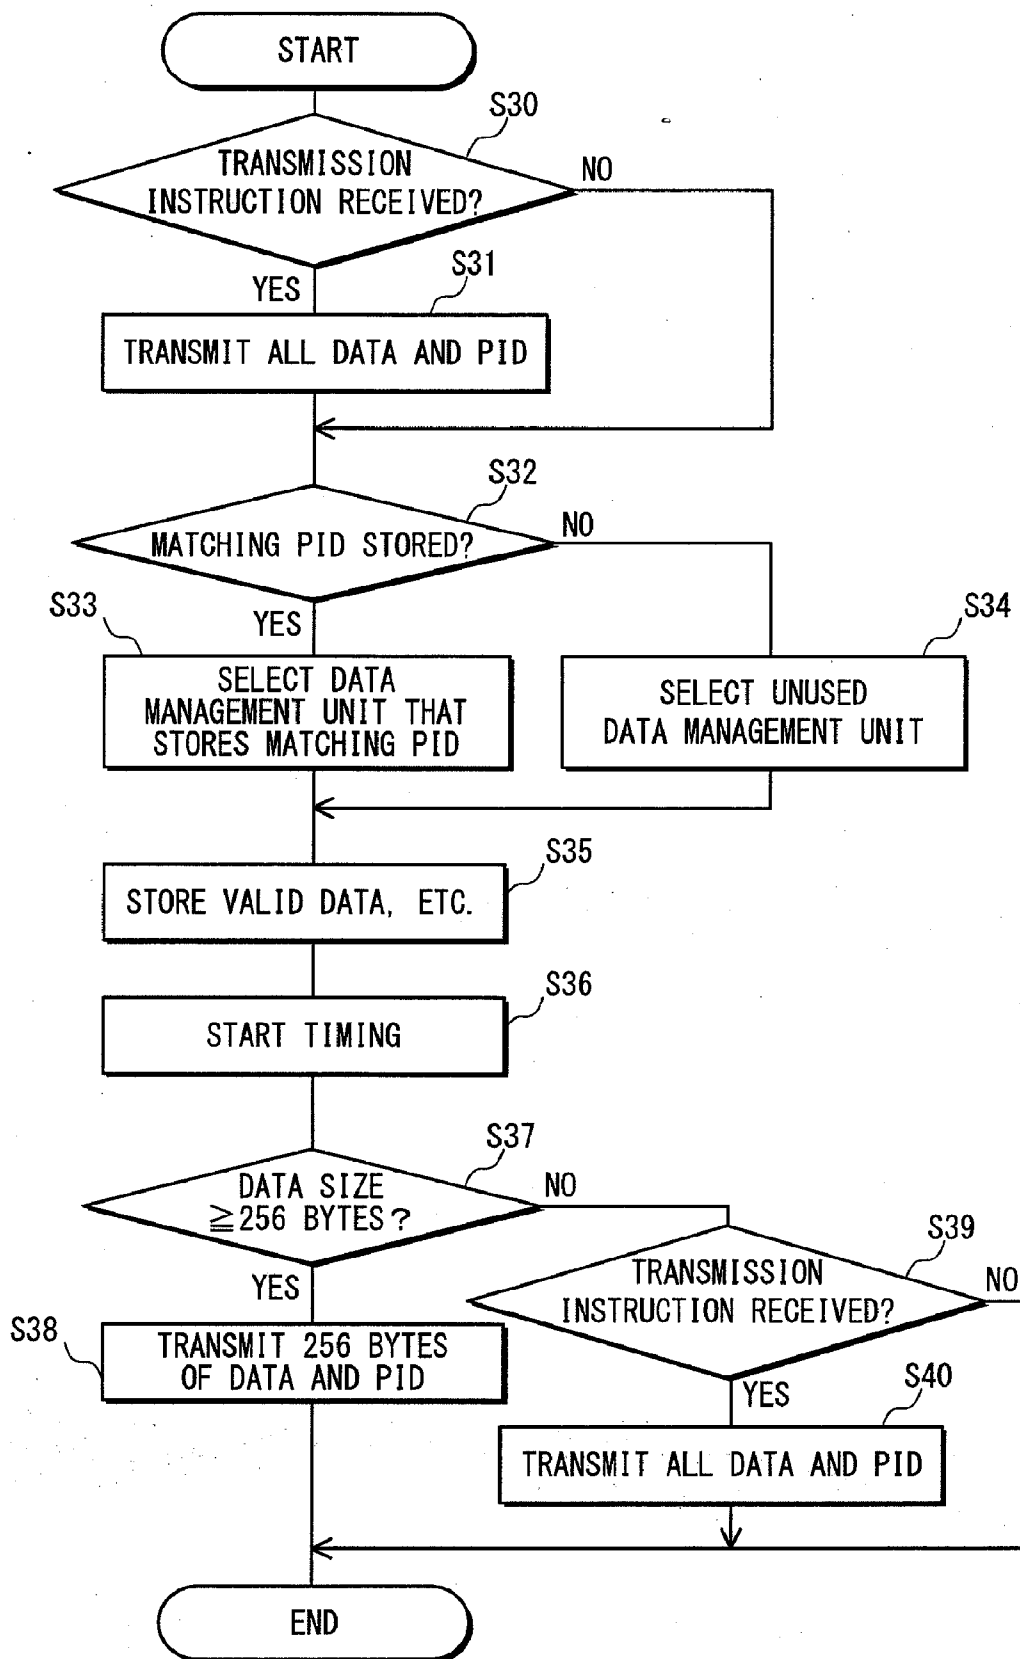 START
S30
TRANSMISSION
INSTRUCTION RECEIVED?
NO
YES
S31
TRANSMIT ALL DATA AND PID
S32
MATCHING PID STORED?
NO
S33
YES
S34
SELECT DATA
MANAGEMENT UNIT THAT
STORES MATCHING PID
SELECT UNUSED
DATA MANAGEMENT UNIT
S35
STORE VALID DATA, ETC.
S36
START TIMING
S37
DATA SIZE
≧256 BYTES?
NO
YES
S39
TRANSMISSION
INSTRUCTION RECEIVED?
NO
S38
TRANSMIT 256 BYTES
OF DATA AND PID
YES
S40
TRANSMIT ALL DATA AND PID
END